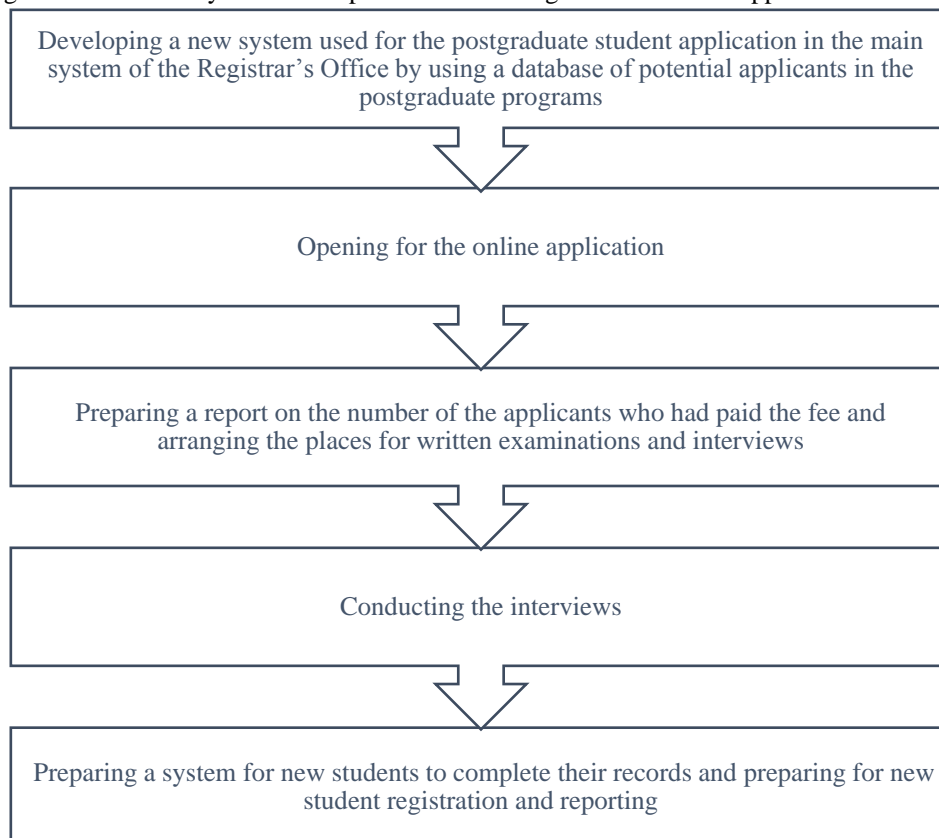 Developing a new system used for the postgraduate student application in the main
system of the Registrar’s Office by using a database of potential applicants in the
postgraduate programs
Opening for the online application
Preparing a report on the number of the applicants who had paid the fee and
arranging the places for written examinations and interviews
Conducting the interviews
Preparing a system for new students to complete their records and preparing for new
student registration and reporting